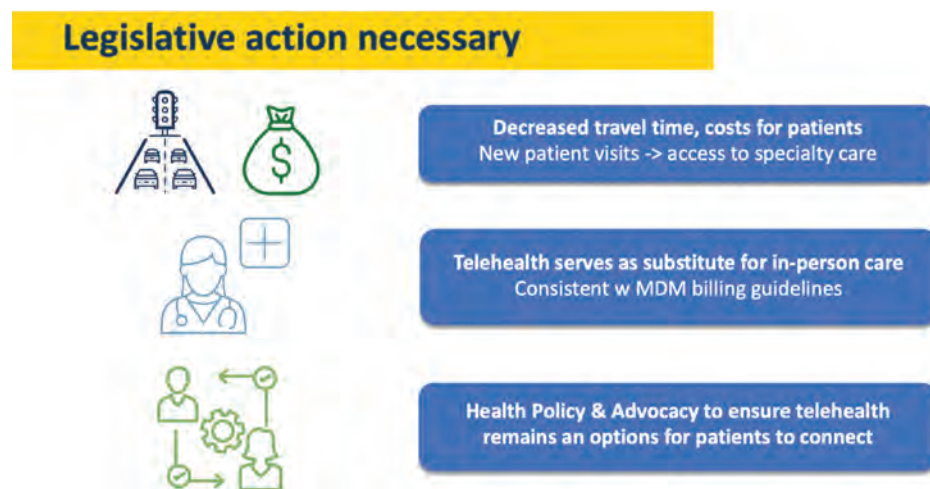 Legislative action necessary
$
Decreased travel time, costs for patients
New patient visits -> access to specialty care
Telehealth serves as substitute for in-person care
Consistent w MDM billing guidelines
Health Policy & Advocacy to ensure telehealth
remains an options for patients to connect